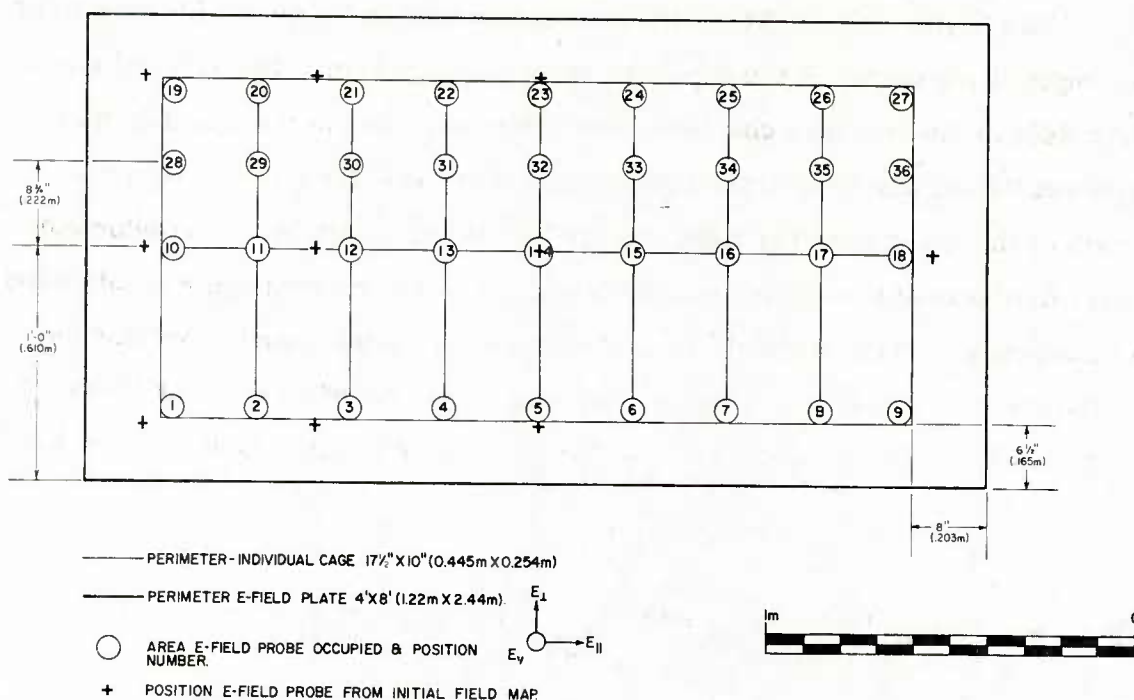 19 20 21 22 23 24 25 26 27
28 29 30 31 32 33 34 35 36
8¾"
(.222m)
10 11 12 13 14 15 16 17 18
1'-0"
(.610m)
1 2 3 4 5 6 7 8 9
6½"
(.165m)
8"
(.203m)
PERIMETER-INDIVIDUAL CAGE 17½"X10" (0.445m X 0.254m)
PERIMETER E-FIELD PLATE 4'X8' (1.22m X 2.44m)
E⊥
E∥
Ev
1m
AREA E-FIELD PROBE OCCUPIED & POSITION
NUMBER.
+ POSITION E-FIELD PROBE FROM INITIAL FIELD MAP.